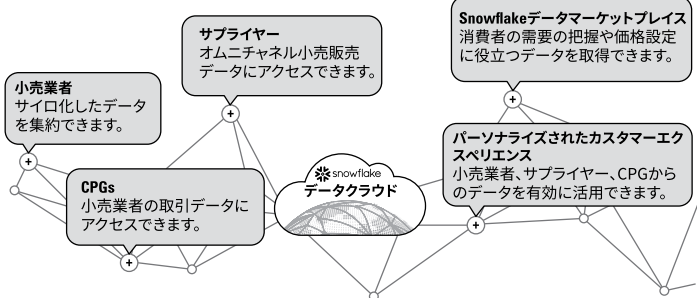 小売業者
サイロ化したデータ
を集約できます。
サプライヤー
オムニチャネル小売販売
データにアクセスできます。
Snowflakeデータマーケットプレイス
消費者の需要の把握や価格設定
に役立つデータを取得できます。
CPGs
小売業者の取引データに
アクセスできます。
snowflake
データクラウド
パーソナライズされたカスタマーエク
スペリエンス
小売業者、サプライヤー、CPGから
のデータを有効に活用できます。